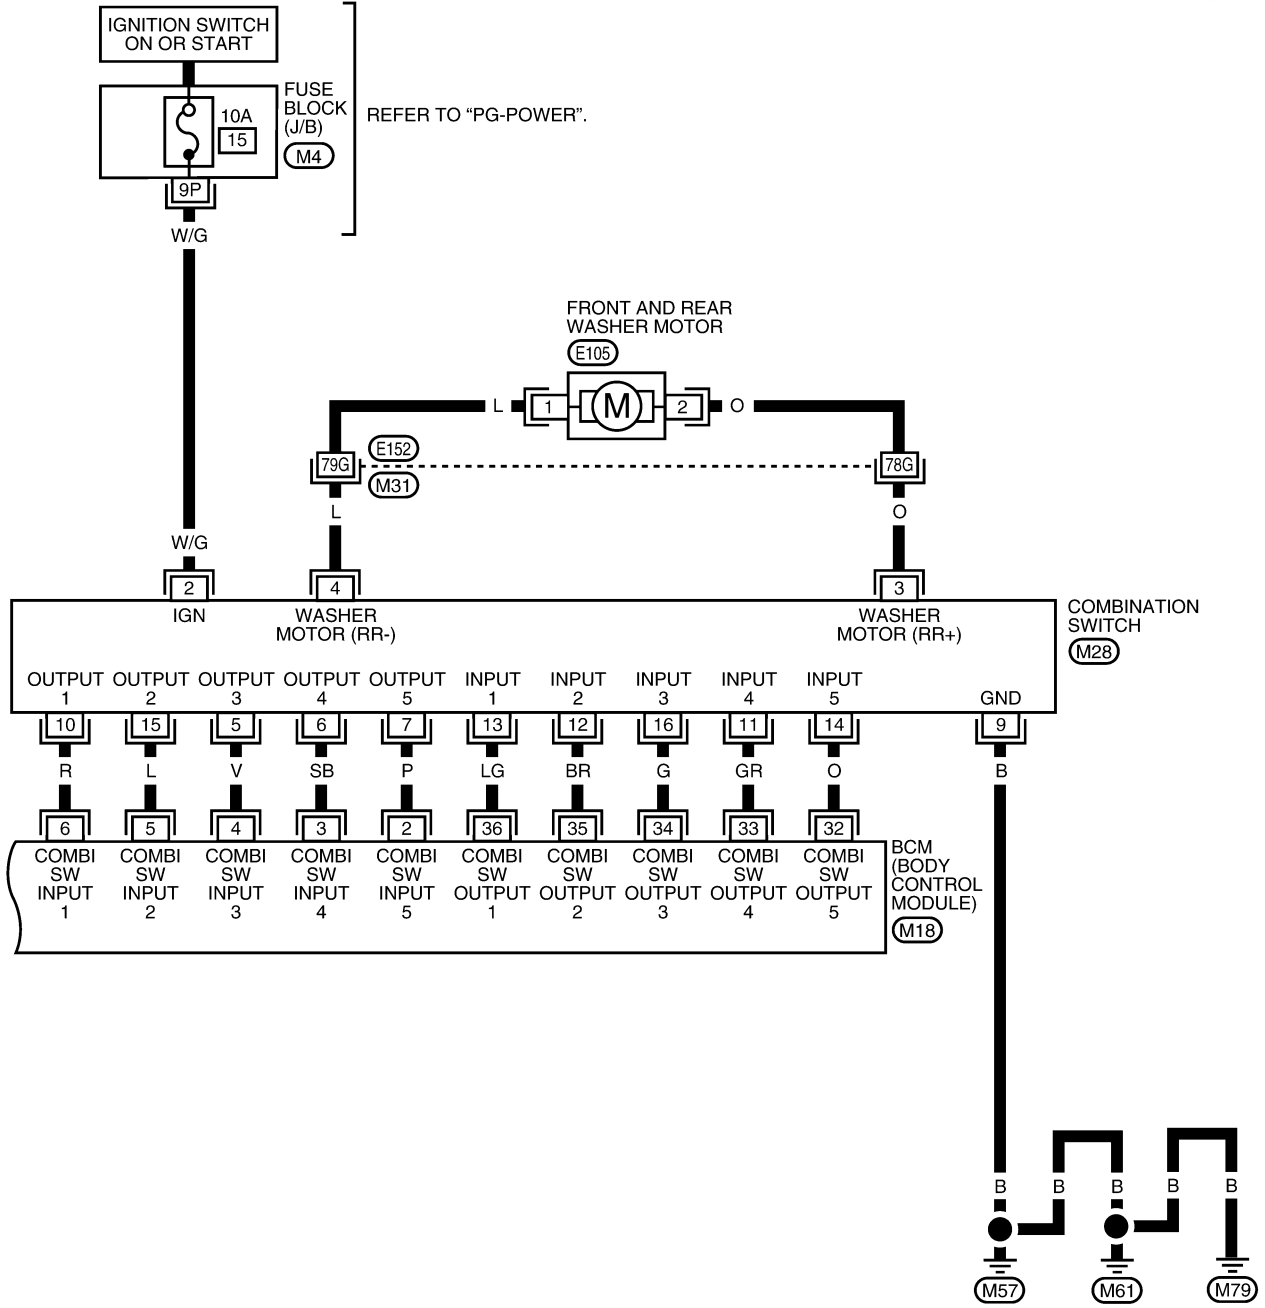 IGNITION SWITCH
ON OR START
FUSE
BLOCK
(J/B)
M4
10A
15
REFER TO “PG-POWER”.
9P
W/G
FRONT AND REAR
WASHER MOTOR
E105
L
1
M
2
O
79G
E152
M31
78G
L
O
W/G
2
4
3
IGN
WASHER
MOTOR (RR-)
WASHER
MOTOR (RR+)
COMBINATION
SWITCH
M28
OUTPUT
1
OUTPUT
2
OUTPUT
3
OUTPUT
4
OUTPUT
5
INPUT
1
INPUT
2
INPUT
3
INPUT
4
INPUT
5
GND
10
15
5
6
7
13
12
16
11
14
9
R
L
V
SB
P
LG
BR
G
GR
O
B
6
5
4
3
2
36
35
34
33
32
COMBI
SW
INPUT
1
COMBI
SW
INPUT
2
COMBI
SW
INPUT
3
COMBI
SW
INPUT
4
COMBI
SW
INPUT
5
COMBI
SW
OUTPUT
1
COMBI
SW
OUTPUT
2
COMBI
SW
OUTPUT
3
COMBI
SW
OUTPUT
4
COMBI
SW
OUTPUT
5
BCM
(BODY
CONTROL
MODULE)
M18
B
B
B
B
B
M57
M61
M79